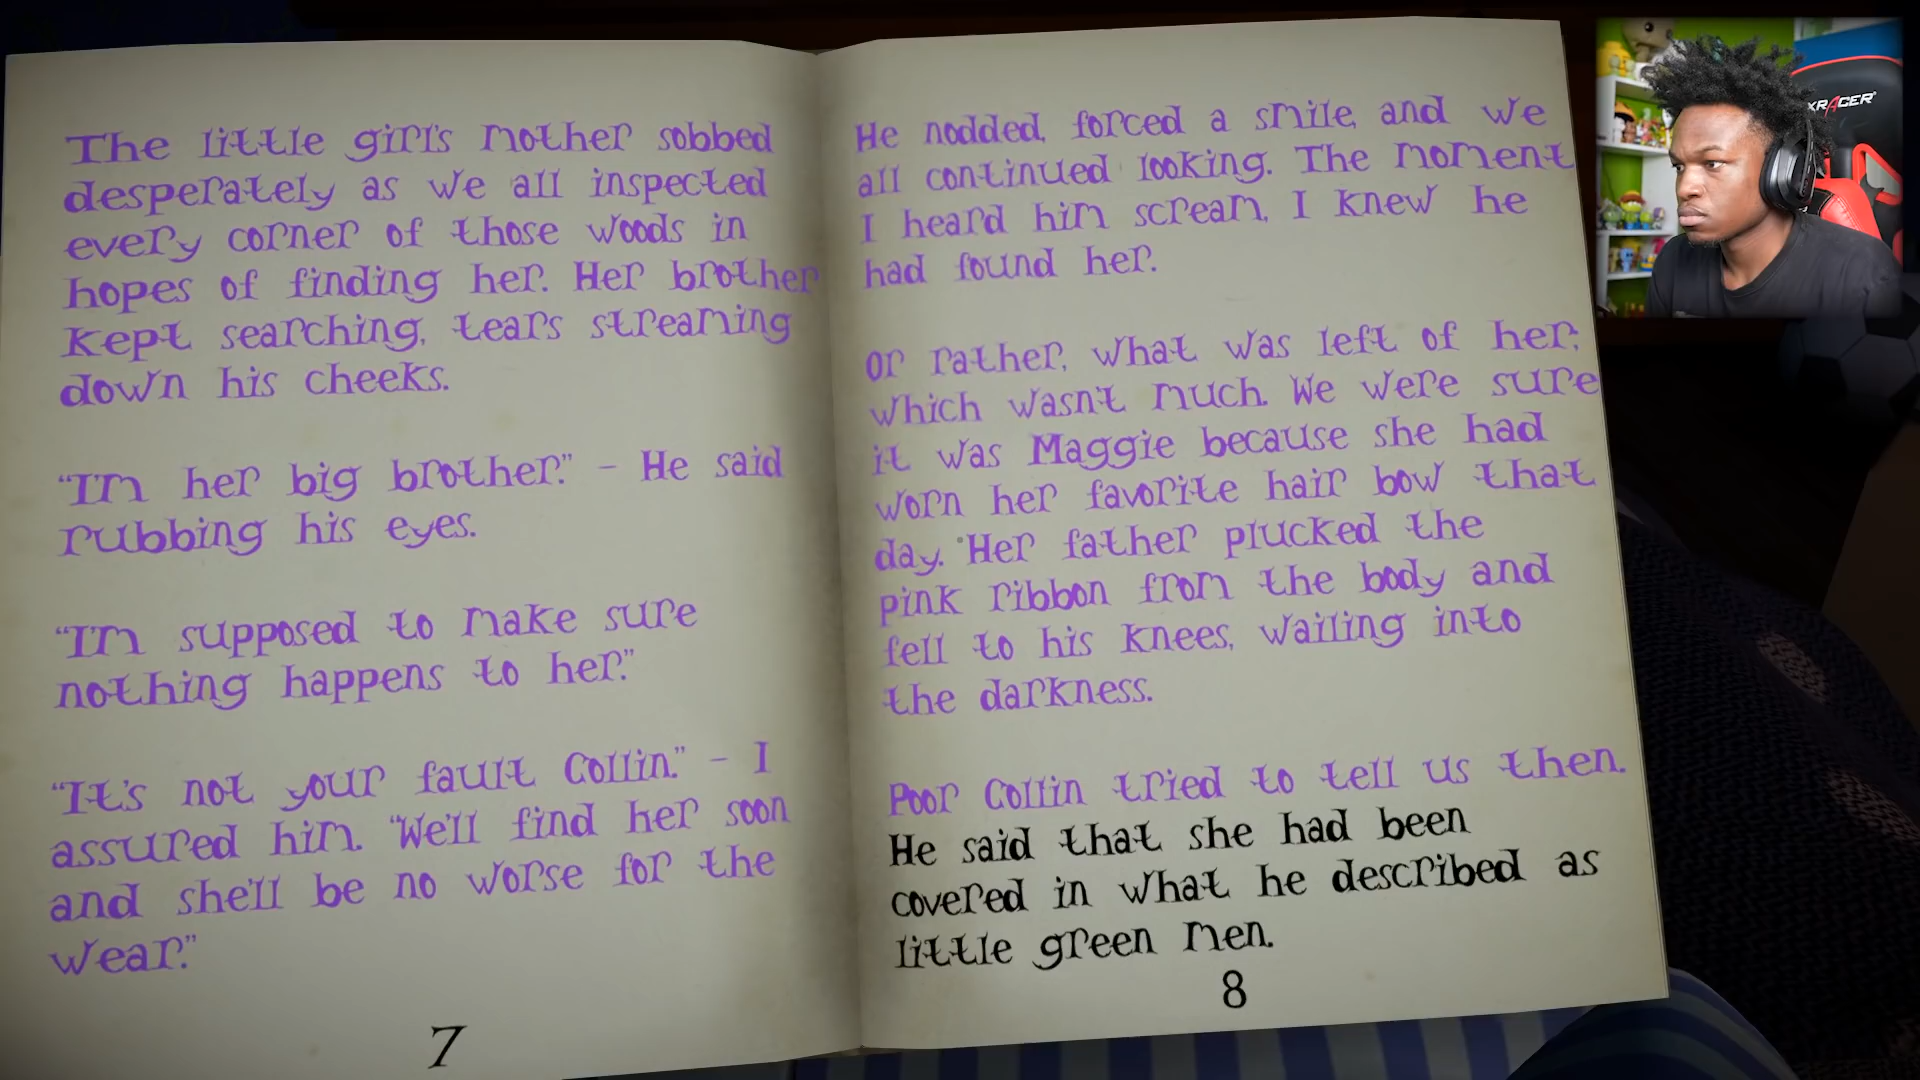 The little girl's mother sobbed
desperately as we all inspected
every corner of those woods in
hopes of finding her. Her brother
kept searching, tears streaming
down his cheeks.
"I'm her big brother." - He said
rubbing his eyes.
"I'm supposed to make sure
nothing happens to her."
"It's not your fault Collin." - I
assured him. "We'll find her soon
and she'll be no worse for the
wear."
7
He nodded, forced a smile, and we
all continued looking. The moment
I heard him scream, I knew he
had found her.
Or rather, what was left of her;
which wasn't much. We were sure
it was Maggie because she had
worn her favorite hair bow that
day. Her father plucked the
pink ribbon from the body and
fell to his knees, wailing into
the darkness.
Poor Collin tried to tell us then.
He said that she had been
covered in what he described as
little green men.
8
XRACER